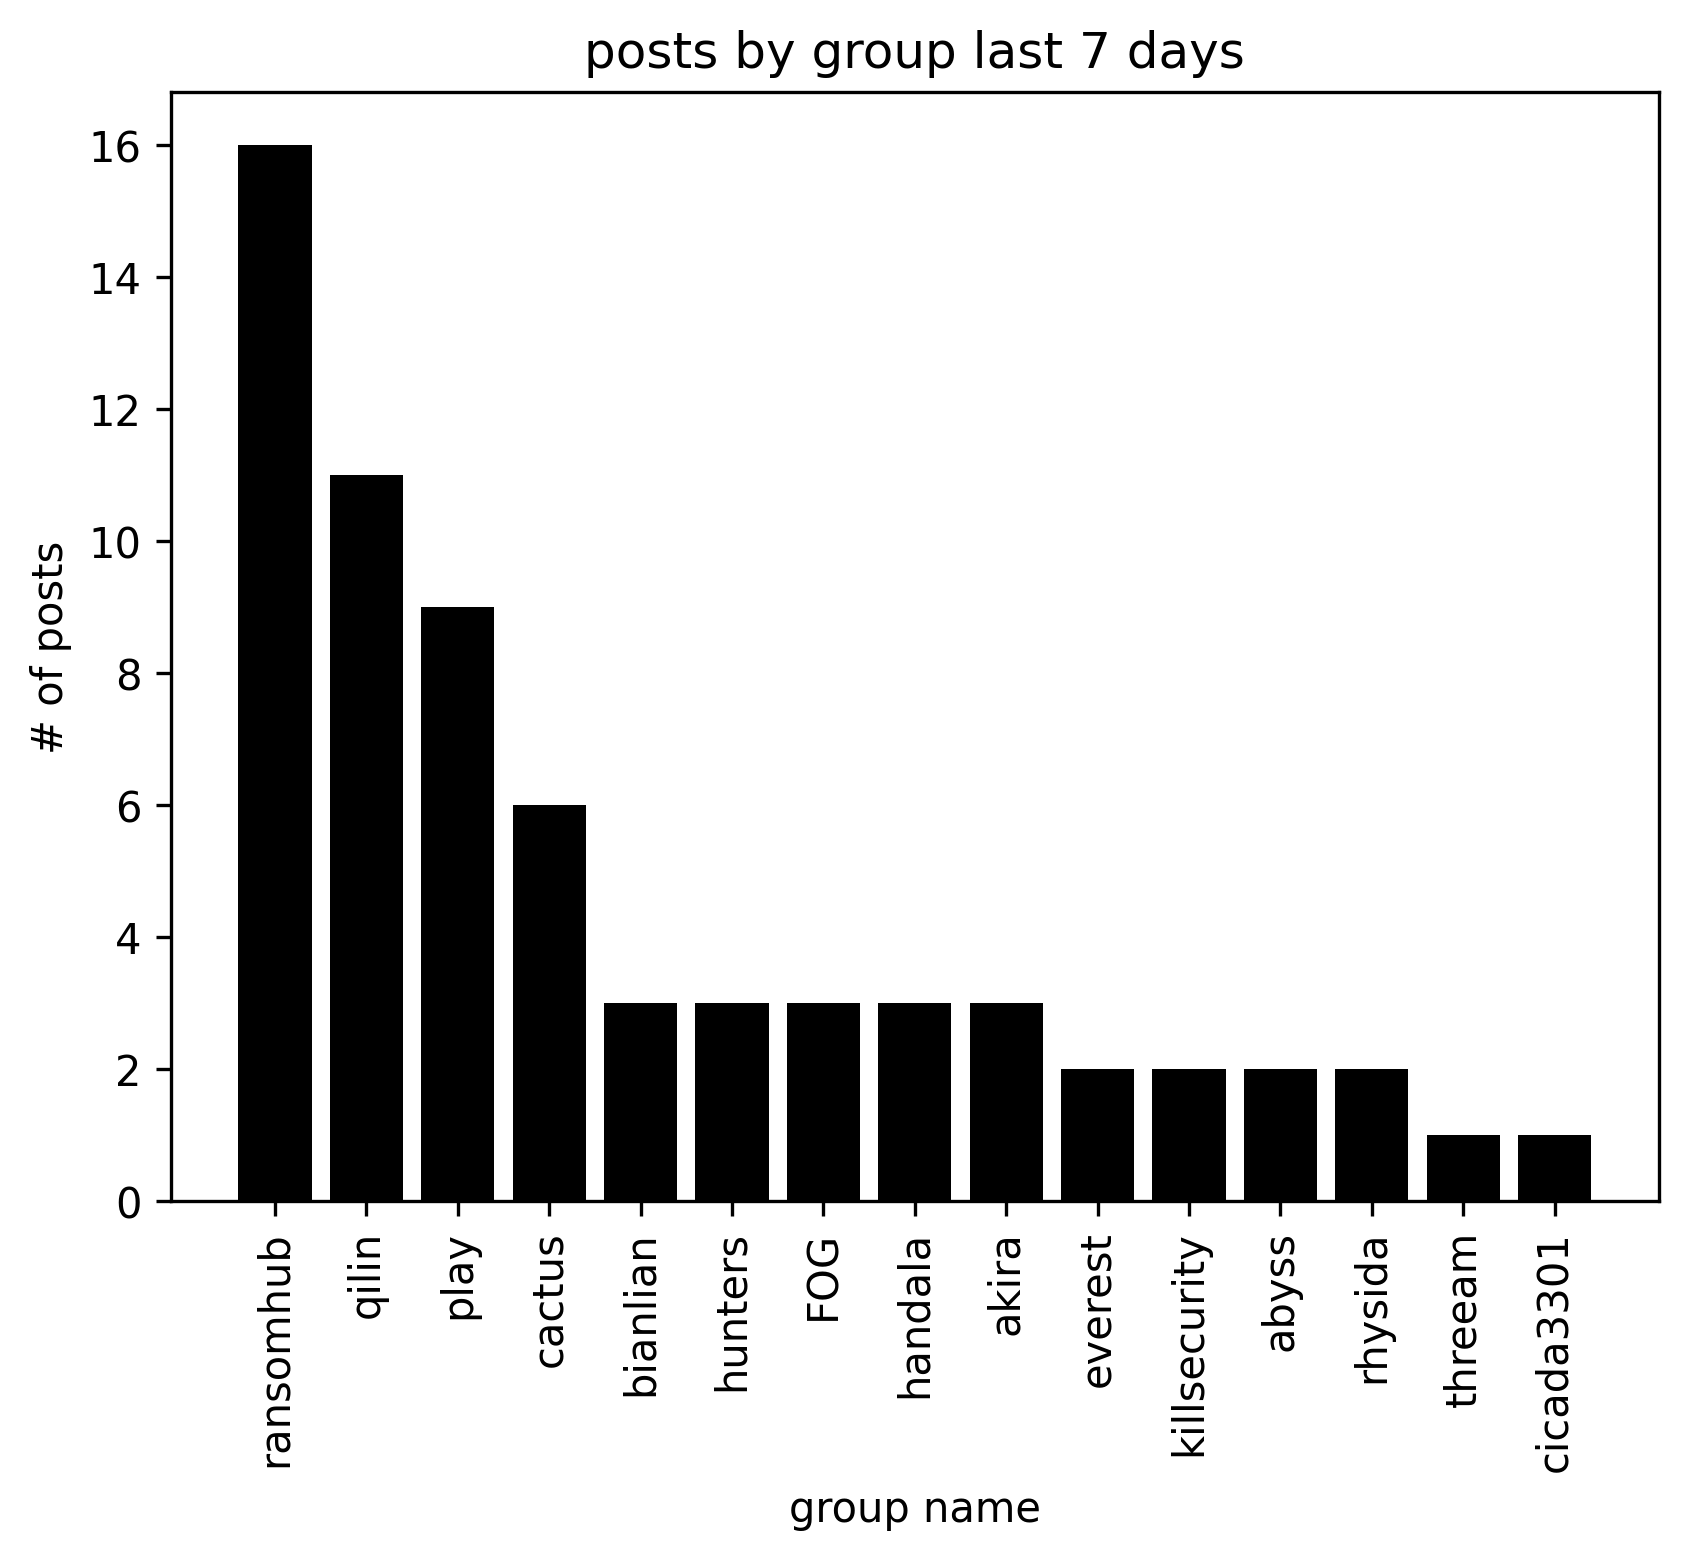 posts by group last 7 days
16
14
12
10
8
6
4
2
0
# of posts
ransomhub
qilin
play
cactus
bianlian
hunters
FOG
handala
akira
everest
killsecurity
abyss
rhysida
threeam
cicada3301
group name